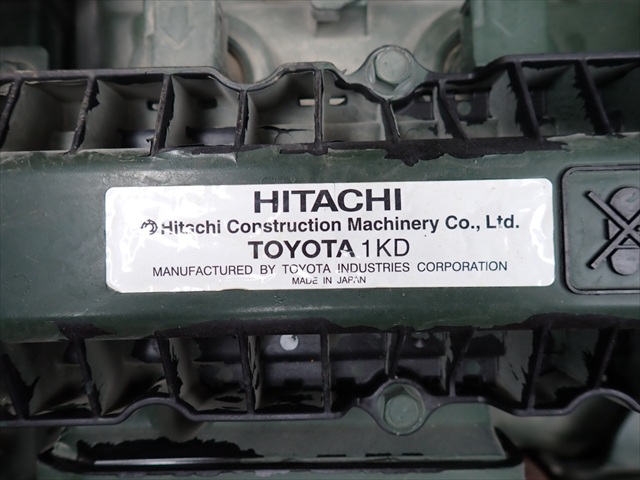 HITACHI
Hitachi Construction Machinery Co., Ltd.
TOYOTA 1KD
MANUFACTURED BY TOYOTA INDUSTRIES CORPORATION
MADE IN JAPAN